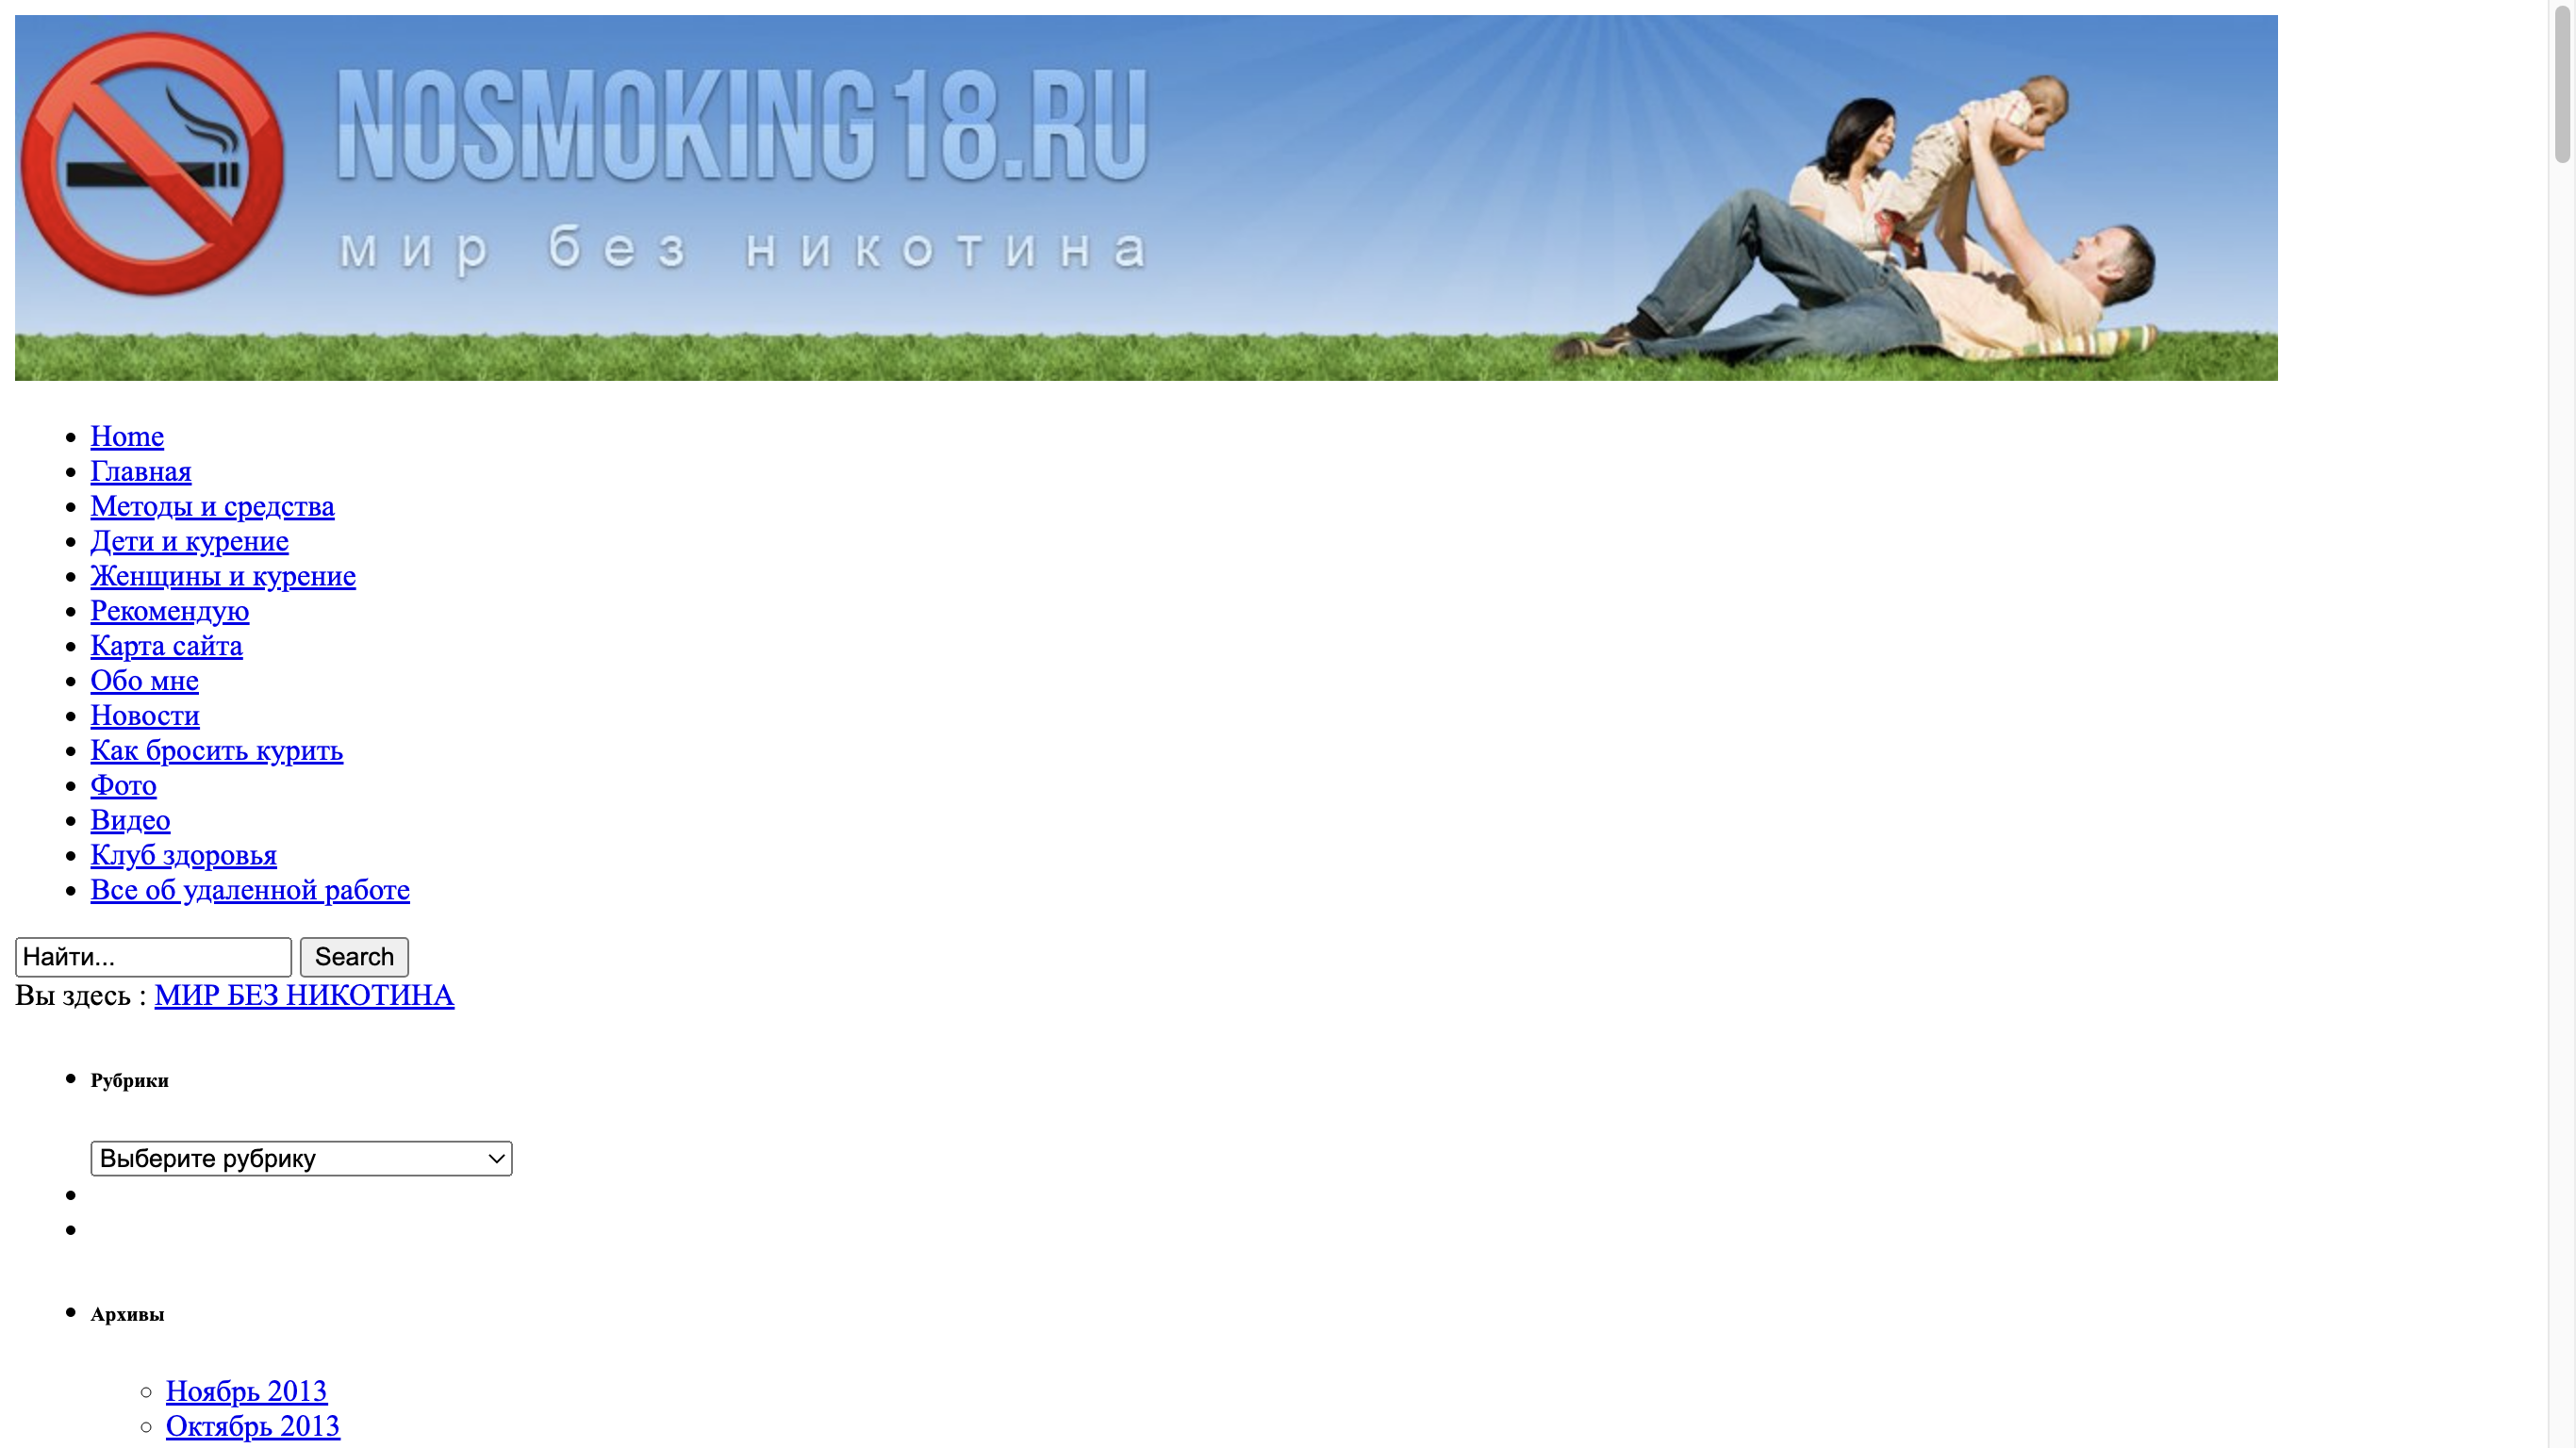 NOSMOKING18.RU
мир без никотина
Home
Главная
Методы и средства
Дети и курение
Женщины и курение
Рекомендую
Карта сайта
Обо мне
Новости
Как бросить курить
Фото
Видео
Клуб здоровья
Все об удаленной работе
Найти... Search
Вы здесь : МИР БЕЗ НИКОТИНА
Рубрики
Выберите рубрику
Архивы
Ноябрь 2013
Октябрь 2013